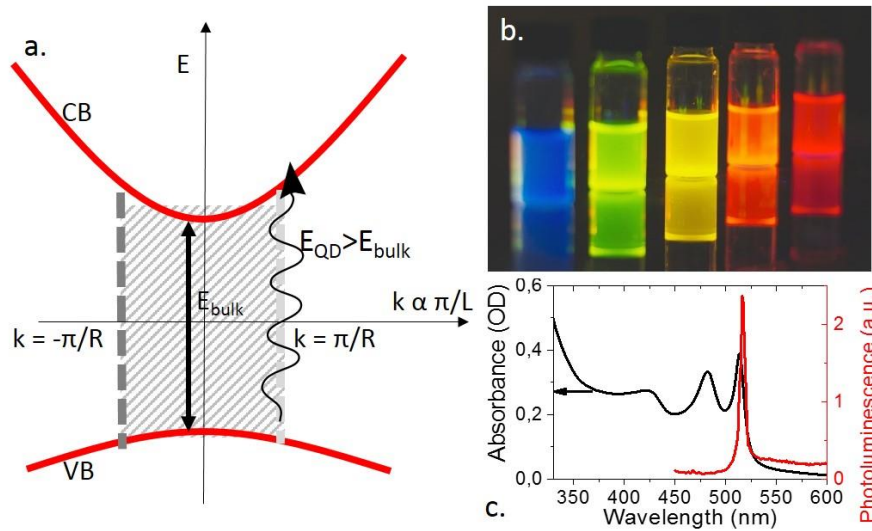 a.
E
CB
E_QD>E_bulk
E_bulk
k α π/L
k = -π/R
k = π/R
VB
b.
0,6
0,4
0,2
0,0
Absorbance (OD)
2
1
0
Photoluminescence (a.u.)
350 400 450 500 550 600
Wavelength (nm)
c.